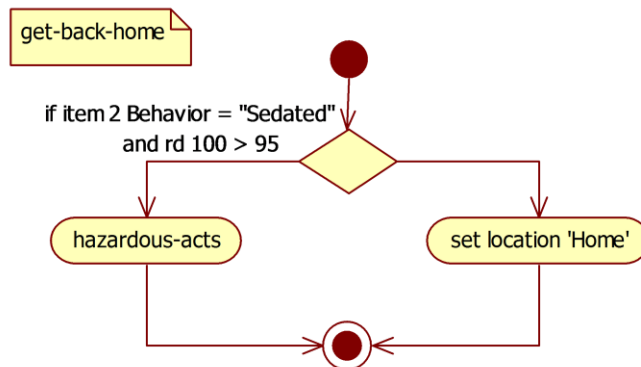 get-back-home
if item 2 Behavior = "Sedated"
and rd 100 > 95
hazardous-acts
set location 'Home'